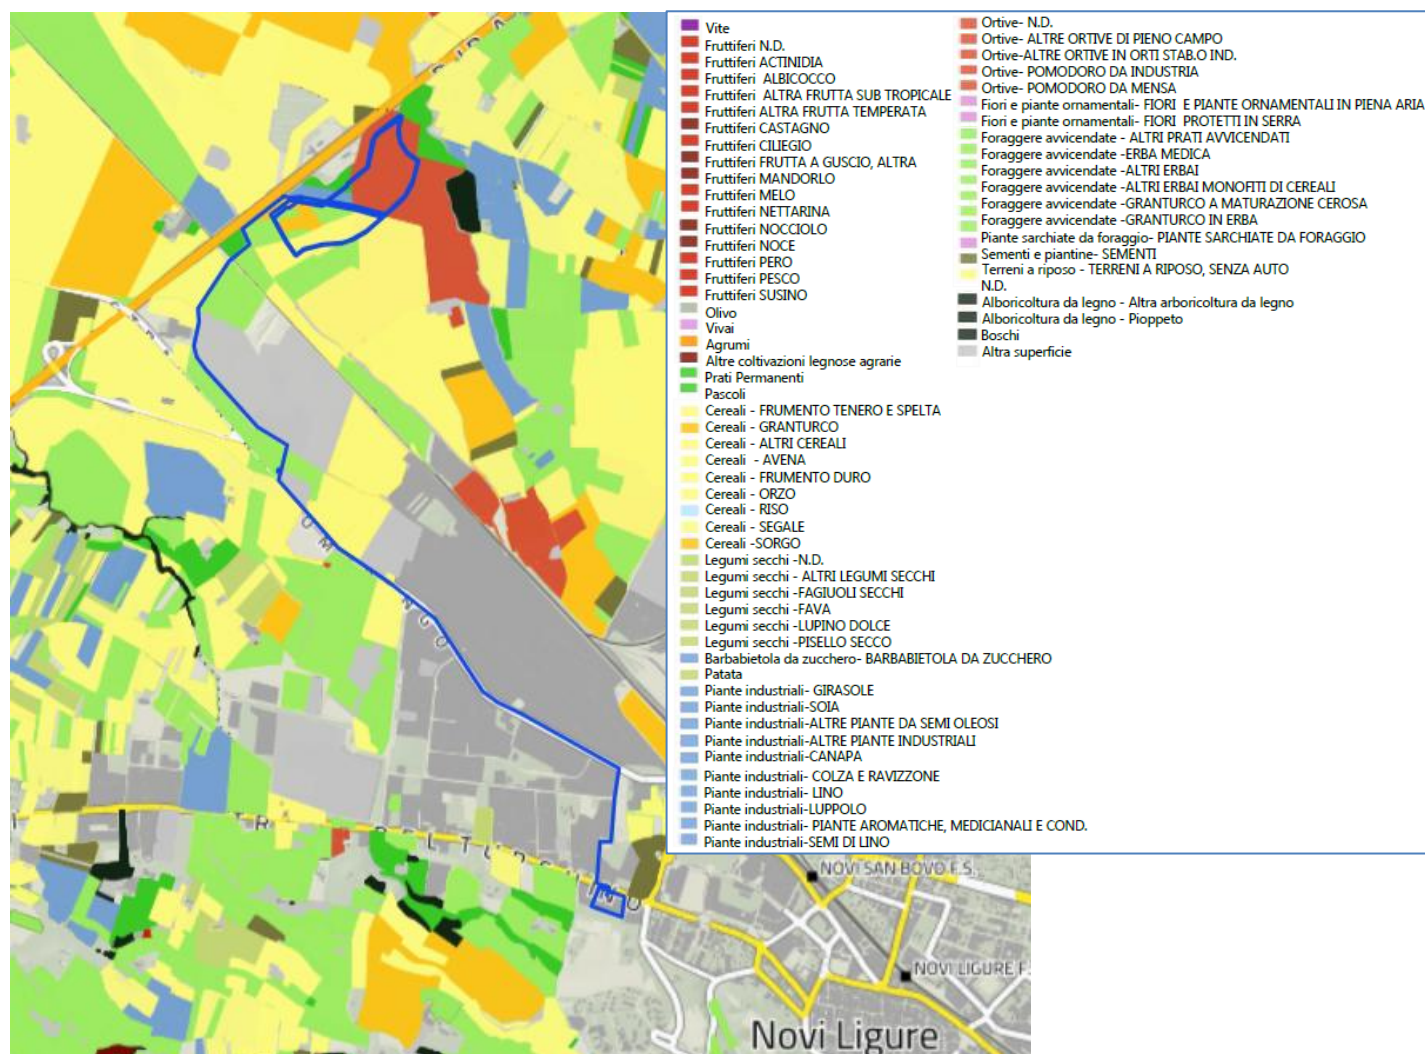 Vite
Fruttiferi N.D.
Fruttiferi ACTINIDIA
Fruttiferi ALBICOCCO
Fruttiferi ALTRA FRUTTA SUB TROPICALE
Fruttiferi ALTRA FRUTTA TEMPERATA
Fruttiferi CASTAGNO
Fruttiferi CILIEGIO
Fruttiferi FRUTTA A GUSCIO, ALTRA
Fruttiferi MANDORLO
Fruttiferi MELO
Fruttiferi NETTARINA
Fruttiferi NOCCIOLO
Fruttiferi NOCE
Fruttiferi PERO
Fruttiferi PESCO
Fruttiferi SUSINO
Olivo
Vivai
Agrumi
Altre coltivazioni legnose agrarie
Prati Permanenti
Pascoli
Cereali - FRUMENTO TENERO E SPELTA
Cereali - GRANTURCO
Cereali - ALTRI CEREALI
Cereali - AVENA
Cereali - FRUMENTO DURO
Cereali - ORZO
Cereali - RISO
Cereali - SEGALE
Cereali -SORGO
Legumi secchi -N.D.
Legumi secchi - ALTRI LEGUMI SECCHI
Legumi secchi -FAGIUOLI SECCHI
Legumi secchi -FAVA
Legumi secchi -LUPINO DOLCE
Legumi secchi -PISELLO SECCO
Barbabietola da zucchero- BARBABIETOLA DA ZUCCHERO
Patata
Piante industriali- GIRASOLE
Piante industriali-SOIA
Piante industriali-ALTRE PIANTE DA SEMI OLEOSI
Piante industriali-ALTRE PIANTE INDUSTRIALI
Piante industriali-CANAPA
Piante industriali- COLZA E RAVIZZONE
Piante industriali- LINO
Piante industriali-LUPPOLO
Piante industriali- PIANTE AROMATICHE, MEDICIANALI E COND.
Piante industriali-SEMI DI LINO
Ortive- N.D.
Ortive- ALTRE ORTIVE DI PIENO CAMPO
Ortive-ALTRE ORTIVE IN ORTI STAB.O IND.
Ortive- POMODORO DA INDUSTRIA
Ortive- POMODORO DA MENSA
Fiori e piante ornamentali- FIORI E PIANTE ORNAMENTALI IN PIENA ARIA
Fiori e piante ornamentali- FIORI PROTETTI IN SERRA
Foraggere avvicendate - ALTRI PRATI AVVICENDATI
Foraggere avvicendate -ERBA MEDICA
Foraggere avvicendate -ALTRI ERBAI
Foraggere avvicendate -ALTRI ERBAI MONOFITI DI CEREALI
Foraggere avvicendate -GRANTURCO A MATURAZIONE CEROSA
Foraggere avvicendate -GRANTURCO IN ERBA
Piante sarchiate da foraggio- PIANTE SARCHIATE DA FORAGGIO
Sementi e piantine- SEMENTI
Terreni a riposo - TERRENI A RIPOSO, SENZA AUTO
N.D.
Alboricoltura da legno - Altra arboricoltura da legno
Alboricoltura da legno - Pioppeto
Boschi
Altra superficie
NOVI SAN BOVO F.S.
NOVI LIGURE F.
Novi Ligure